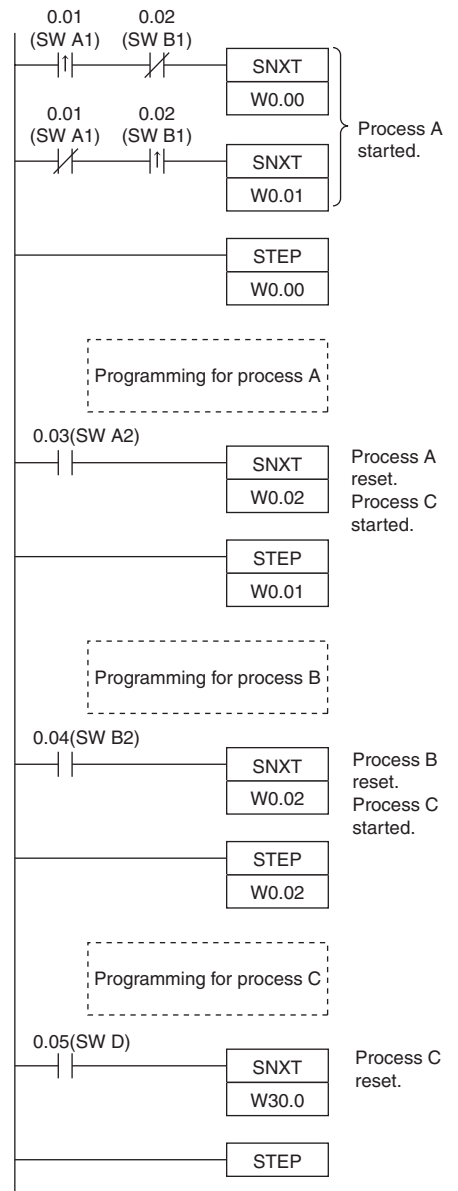 0.01 0.02
(SW A1) (SW B1)
SNXT
W0.00
0.01 0.02
(SW A1) (SW B1)
SNXT
W0.01
Process A
started.
STEP
W0.00
Programming for process A
0.03(SW A2)
SNXT
W0.02
Process A
reset.
Process C
started.
STEP
W0.01
Programming for process B
0.04(SW B2)
SNXT
W0.02
Process B
reset.
Process C
started.
STEP
W0.02
Programming for process C
0.05(SW D)
SNXT
W30.0
Process C
reset.
STEP